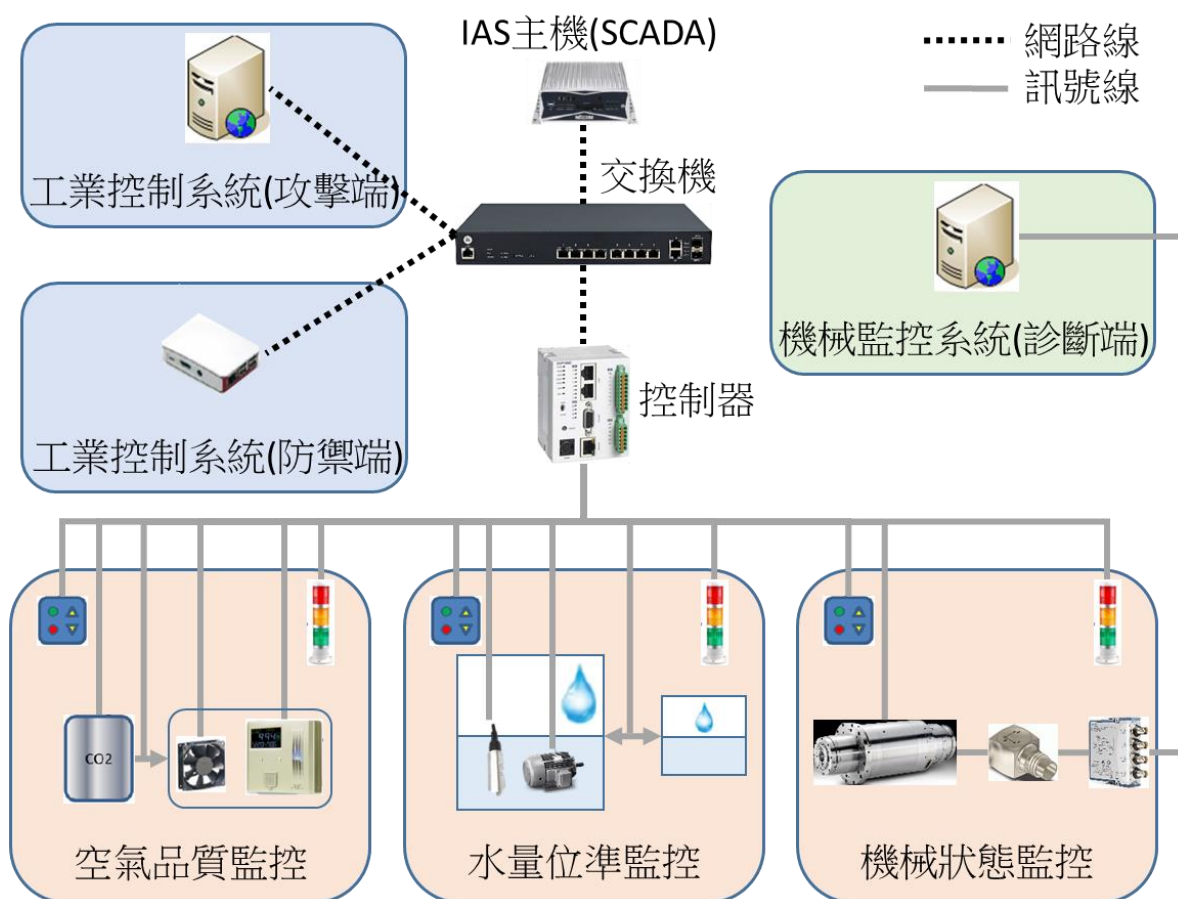 IAS主機(SCADA)
網路線
訊號線
交換機
工業控制系統(攻擊端)
機械監控系統(診斷端)
控制器
工業控制系統(防禦端)
CO2
空氣品質監控
水量位準監控
機械狀態監控